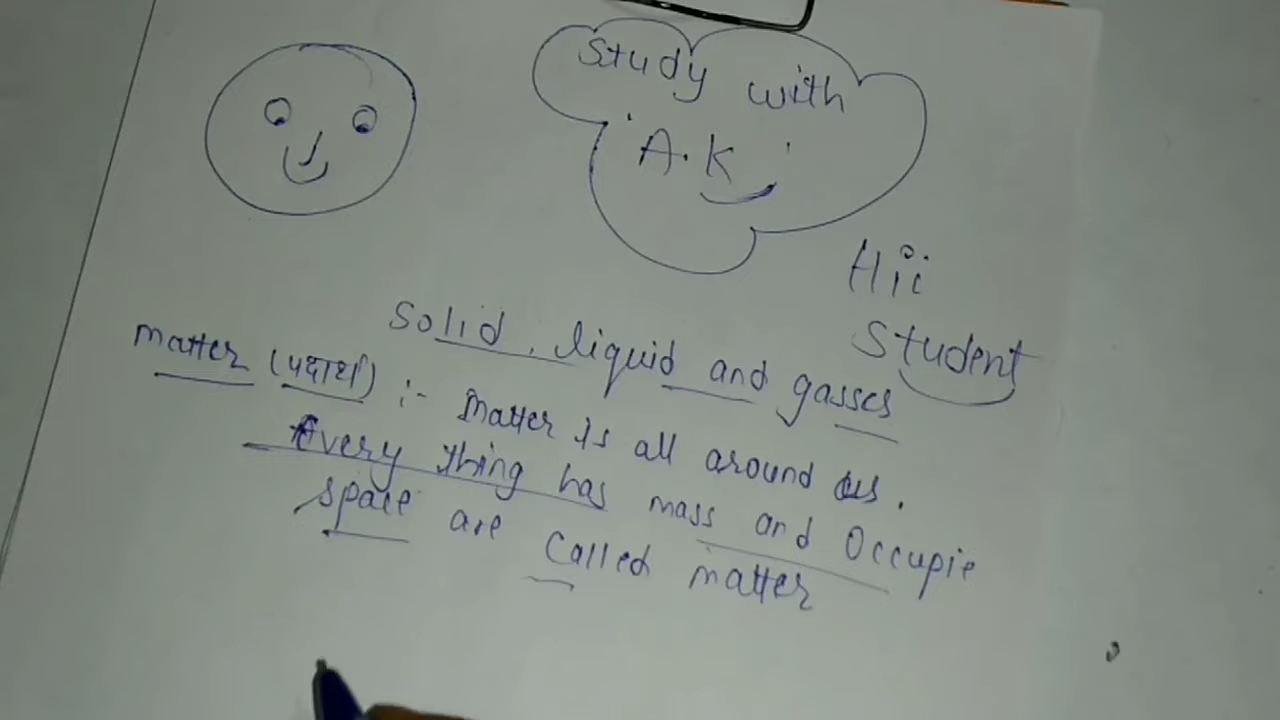 Study with
'A.K'
Hii
Student
Solid, liquid and gasses
Matter (पदार्थ) :- Matter is all around us.
Every thing has mass and Occupie
space are Called matter